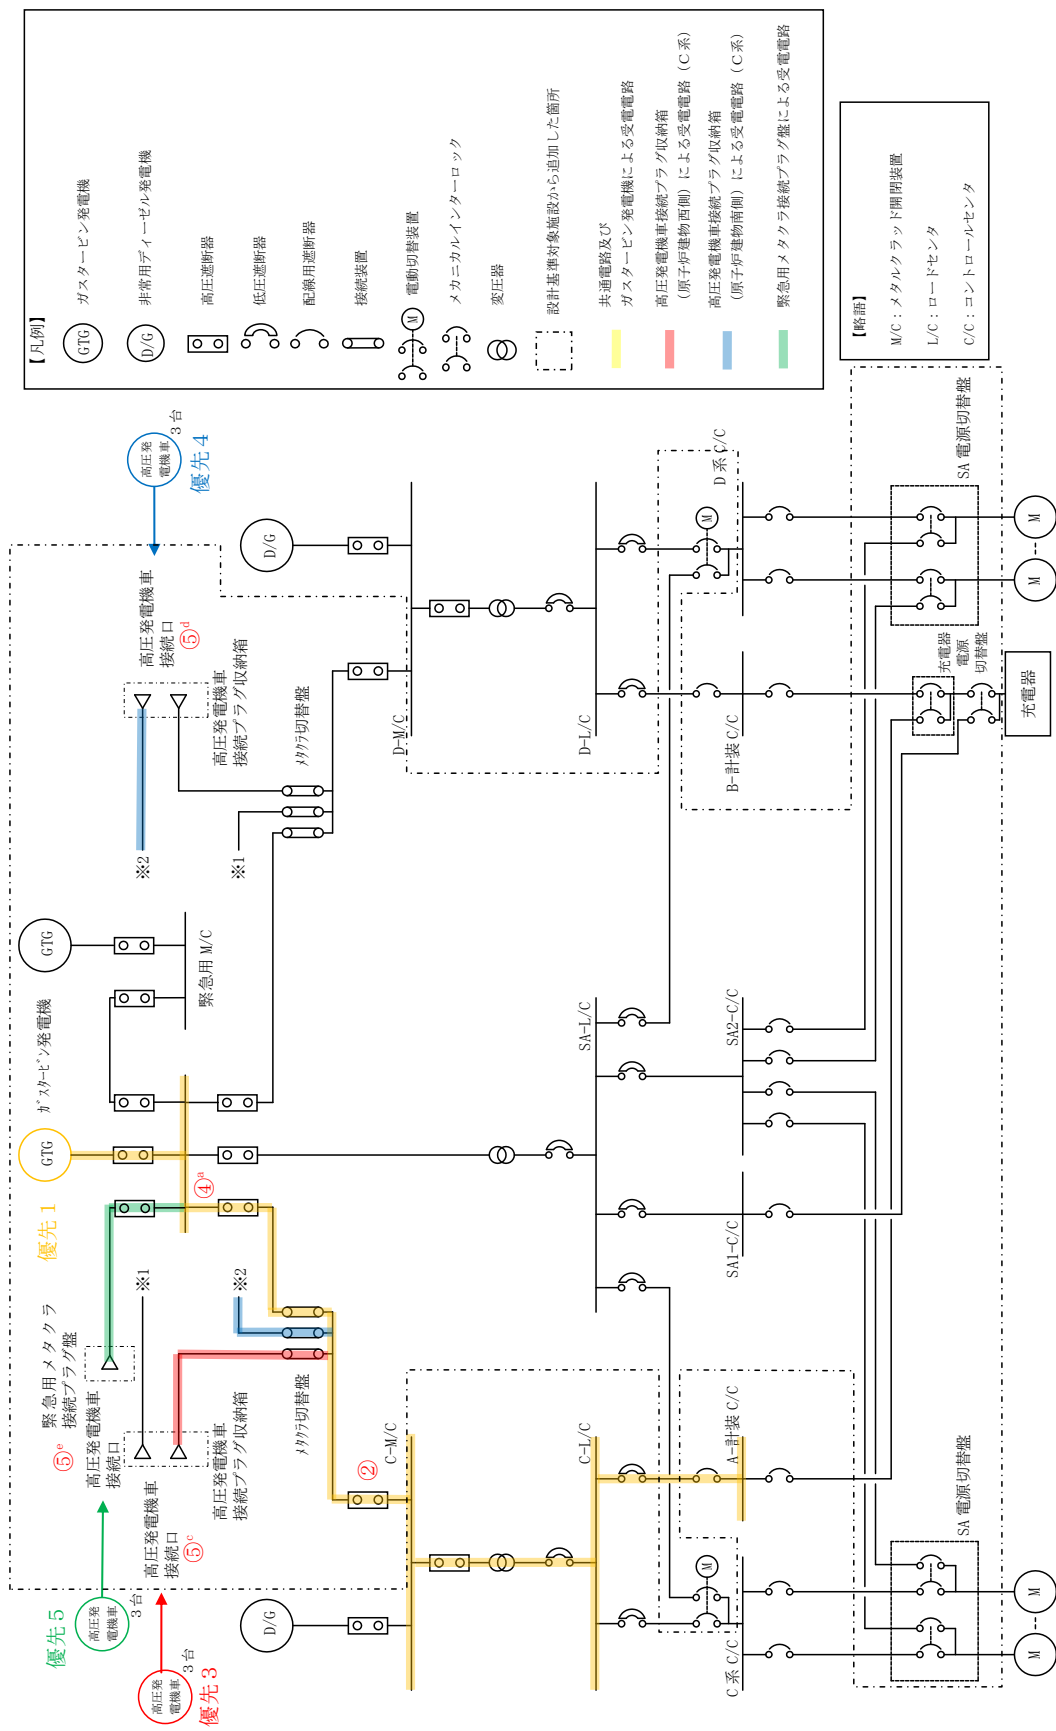 【凡例】
GTG
ガスタービン発電機
D/G
非常用ディーゼル発電機
高圧遮断器
低圧遮断器
配線用遮断器
接続装置
M
電動切替装置
メカニカルインターロック
変圧器
設計基準対象施設から追加した箇所
共通電路及び
ガスタービン発電機による受電電路
高圧発電機車接続プラグ収納箱
(原子炉建物西側)による受電電路(C系)
高圧発電機車接続プラグ収納箱
(原子炉建物南側)による受電電路(C系)
緊急用メタクラ接続プラグ盤による受電電路
【略語】
M/C：メタルクラッド開閉装置
L/C：ロードセンタ
C/C：コントロールセンタ
優先5
高圧発
電機車
3台
優先3
高圧発
電機車
3台
緊急用メタクラ
接続プラグ盤
⑤e
高圧発電機車
接続口
高圧発電機車
接続口
⑤c
高圧発電機車
接続プラグ収納箱
※1
※2
メタクラ切替盤
優先1
GTG
ガスタービン発電機
④a
GTG
緊急用M/C
※2
※1
高圧発電機車
接続口
⑤d
高圧発電機車
接続プラグ収納箱
メタクラ切替盤
高圧発
電機車
3台
優先4
D/G
D/G
②
C-M/C
D-M/C
C-L/C
SA-L/C
D-L/C
M
M
C系C/C
A-計装C/C
SA1-C/C
SA2-C/C
B-計装C/C
D系C/C
SA電源切替盤
充電器
電源
切替盤
SA電源切替盤
M
M
充電器
M
M